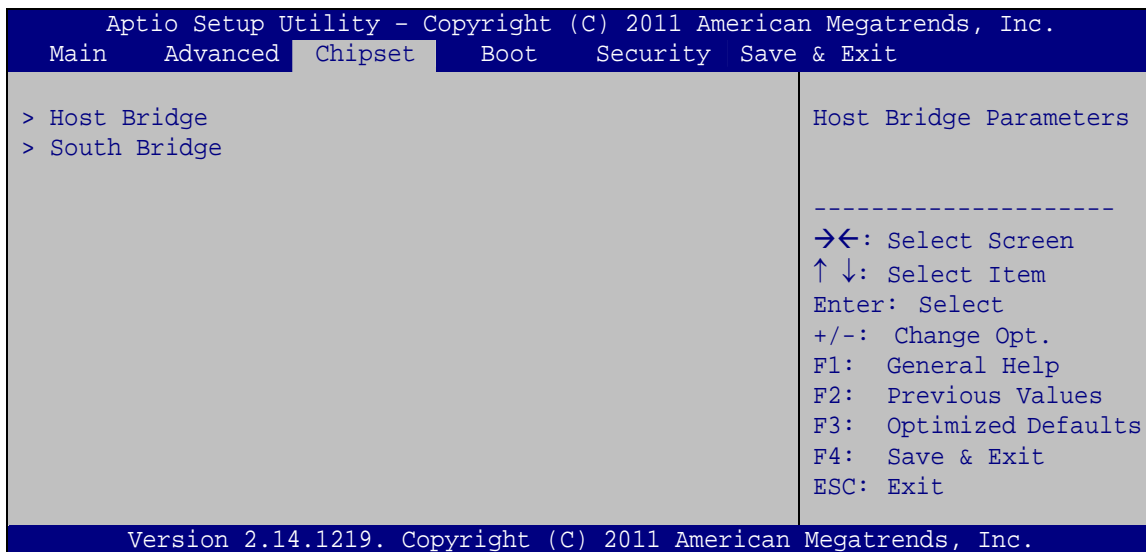 Aptio Setup Utility – Copyright (C) 2011 American Megatrends, Inc.
Main Advanced Chipset Boot Security Save & Exit
> Host Bridge
> South Bridge
Host Bridge Parameters
---------------------
→←: Select Screen
↑ ↓: Select Item
Enter: Select
+/-: Change Opt.
F1: General Help
F2: Previous Values
F3: Optimized Defaults
F4: Save & Exit
ESC: Exit
Version 2.14.1219. Copyright (C) 2011 American Megatrends, Inc.